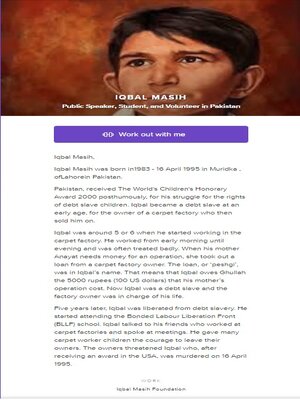 IQBAL MASIH
Public Speaker, Student, and Volunteer in Pakistan
Work out with me
Iqbal Masih,
Iqbal Masih was born in1983 - 16 April 1995 in Muridka ,
ofLahorein Pakistan.
Pakistan, received The World's Children's Honorery
Award 2000 posthumously, for his struggle for the rights
of debt slave children. Iqbal became a debt slave at an
early age, for the owner of a carpet factory who then
sold him on.
Iqbal was around 5 or 6 when he started working in the
carpet factory. He worked from early morning until
evening and was often treated badly. When his mother
Anayat needs money for an operation, she took out a
loan from a carpet factory owner. The loan, or 'peshgi',
was in Iqbal's name. That means that Iqbal owes Ghullah
the 5000 rupees (100 US dollars) that his mother's
operation cost. Now Iqbal was a debt slave and the
factory owner was in charge of his life.
Five years later, Iqbal was liberated from debt slavery. He
started attending the Bonded Labour Liberation Front
(BLLF) school. Iqbal talked to his friends who worked at
carpet factories and spoke at meetings. He gave many
carpet worker children the courage to leave their
owners. The owners threatened Iqbal who, after
receiving an award in the USA, was murdered on 16 April
1995.
WORK
Iqbal Masih Foundation